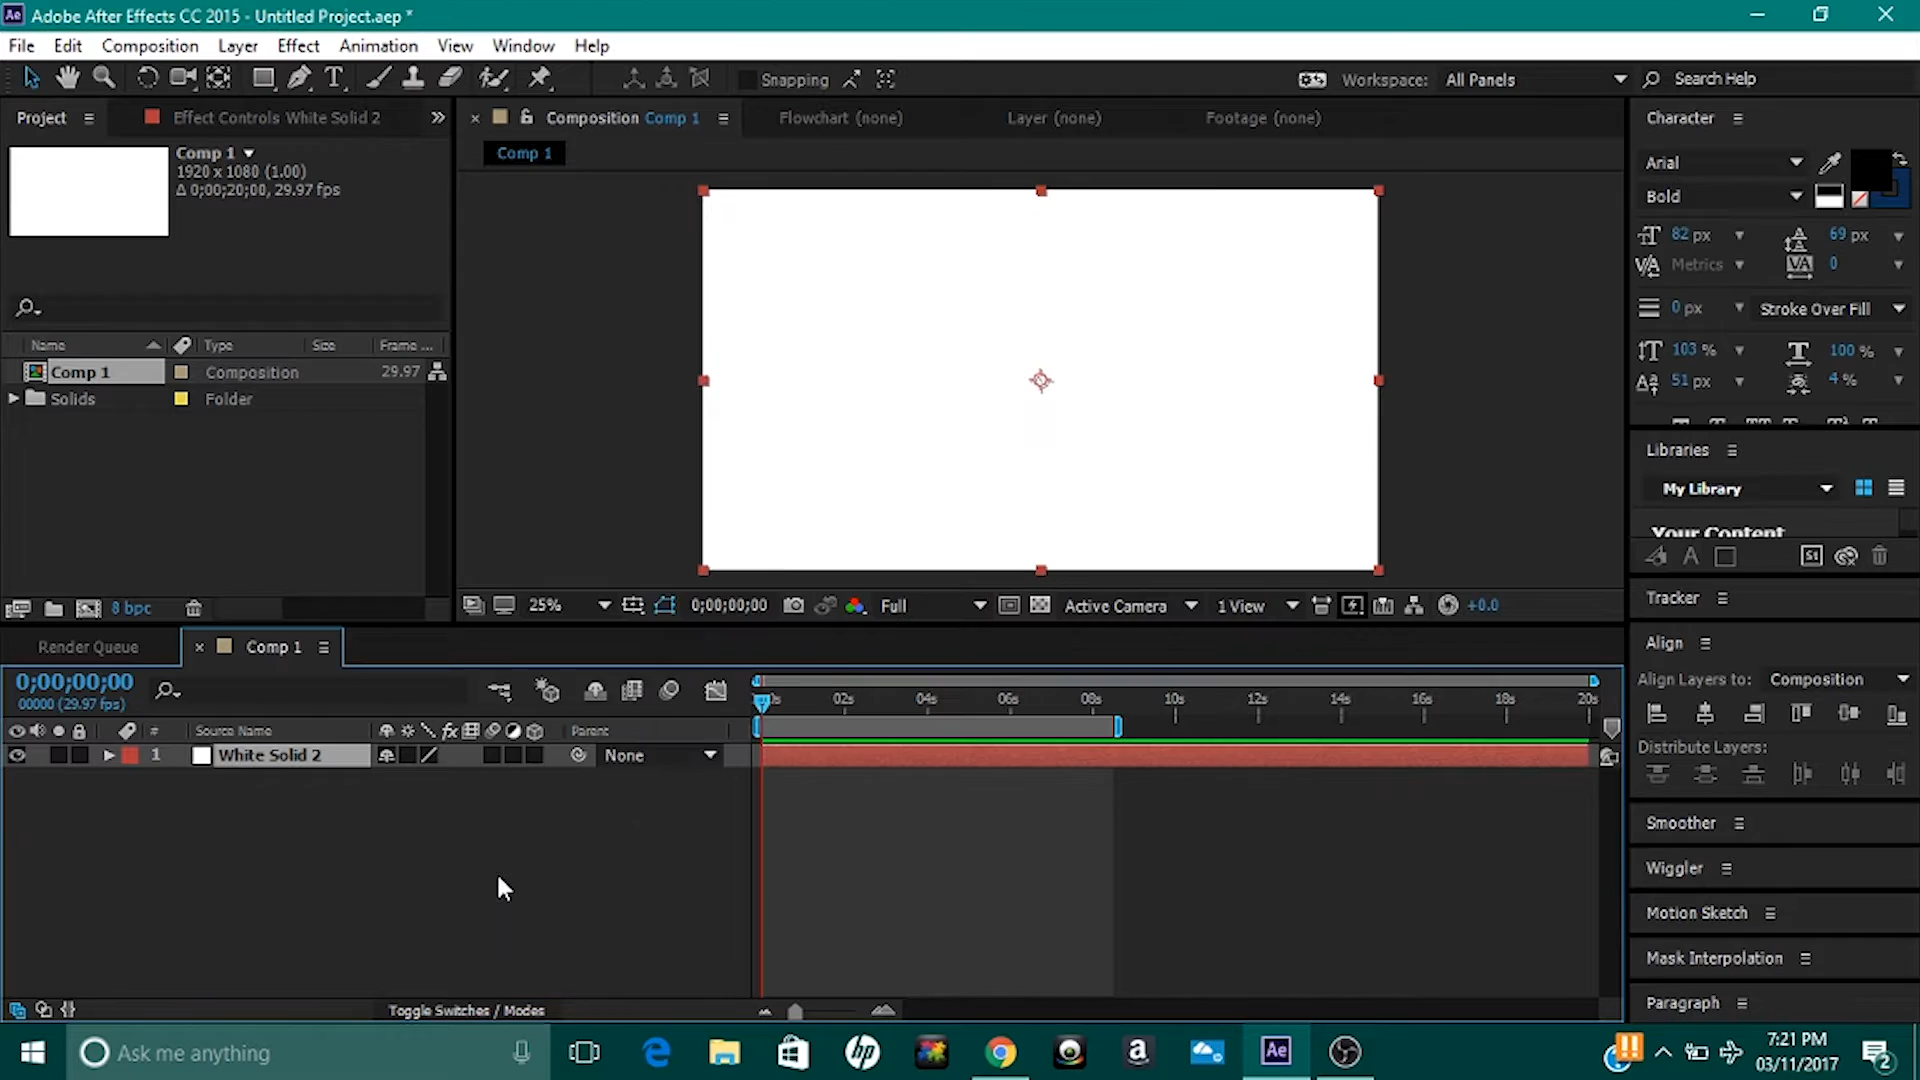 Adobe After Effects CC 2015 - Untitled Project.aep *
File Edit Composition Layer Effect Animation View Window Help
Snapping
Workspace: All Panels
Search Help
Project
Effect Controls White Solid 2
Composition Comp 1
Flowchart (none)
Layer (none)
Footage (none)
Character
Comp 1
1920 x 1080 (1.00)
Δ 0;00;20;00, 29.97 fps
Comp 1
Arial
Bold
82 px
69 px
Metrics
0
0 px
Stroke Over Fill
103 %
100 %
51 px
4 %
Name Type Size Frame ...
Comp 1 Composition 29.97
Solids Folder
Libraries
My Library
Your Content
8 bpc
25%
0;00;00;00
Full
Active Camera
1 View
+0.0
Tracker
Render Queue
Comp 1
Align
Align Layers to: Composition
0;00;00;00
00000 (29.97 fps)
02s 04s 06s 08s 10s 12s 14s 16s 18s 20s
# Source Name Parent
1 White Solid 2 None
Distribute Layers:
Smoother
Wiggler
Motion Sketch
Mask Interpolation
Paragraph
Toggle Switches / Modes
Ask me anything
7:21 PM
03/11/2017
2